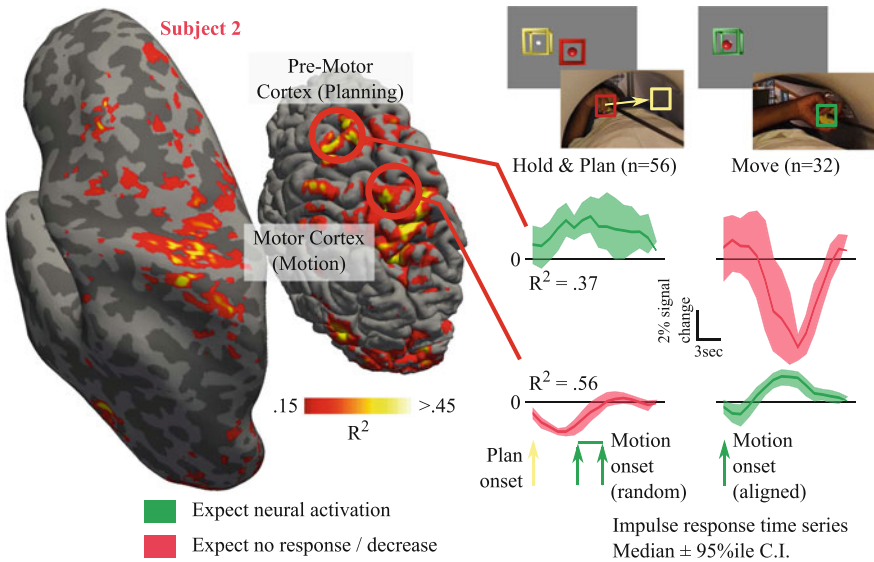 Subject 2
Pre-Motor
Cortex (Planning)
Motor Cortex
(Motion)
.15
>.45
R²
Hold & Plan (n=56)
Move (n=32)
0
R² = .37
2% signal
change
3sec
R² = .56
0
Plan
onset
Motion
onset
(random)
Motion
onset
(aligned)
Expect neural activation
Expect no response / decrease
Impulse response time series
Median ± 95%ile C.I.